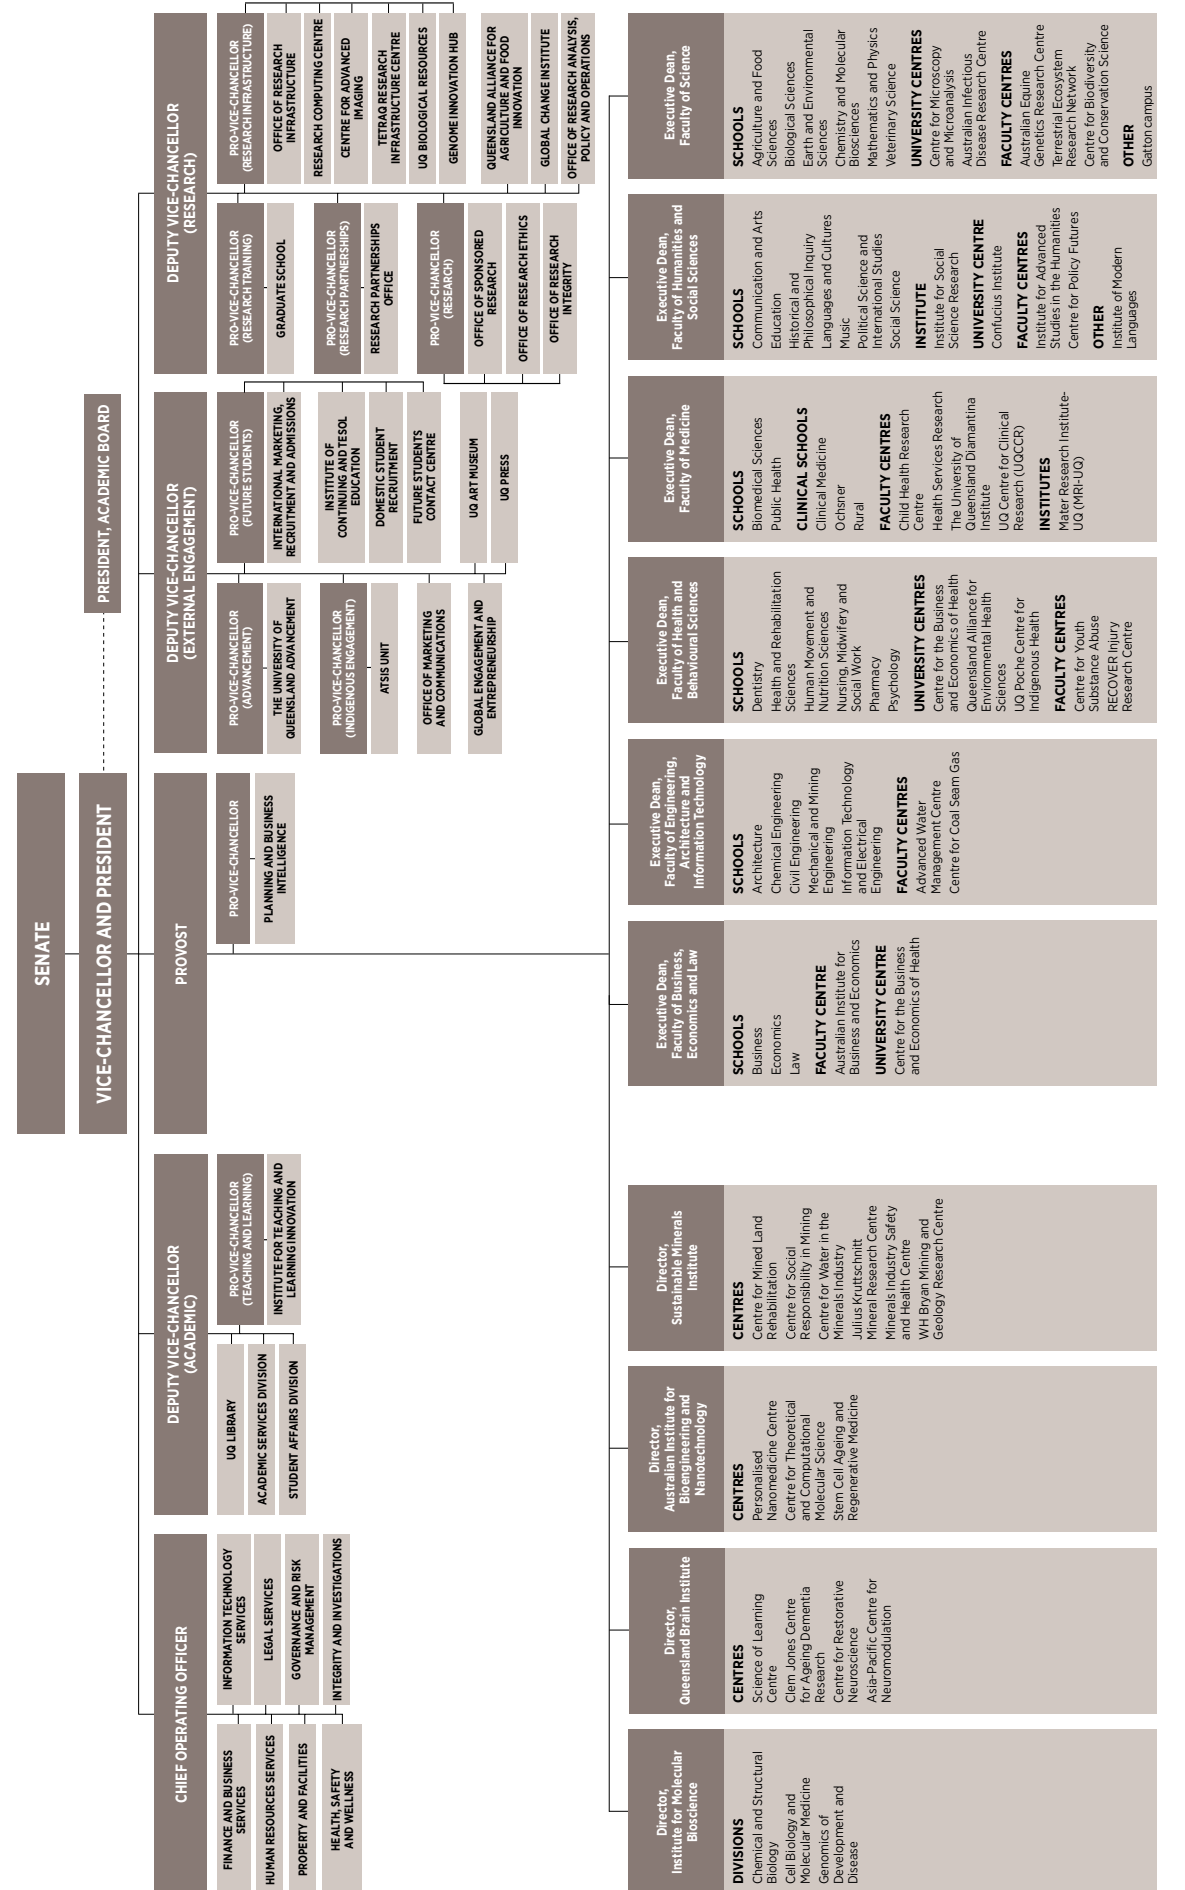 SENATE
VICE-CHANCELLOR AND PRESIDENT
PRESIDENT, ACADEMIC BOARD
CHIEF OPERATING OFFICER
FINANCE AND BUSINESS
SERVICES
HUMAN RESOURCES SERVICES
PROPERTY AND FACILITIES
HEALTH, SAFETY
AND WELLNESS
INFORMATION TECHNOLOGY
SERVICES
LEGAL SERVICES
GOVERNANCE AND RISK
MANAGEMENT
INTEGRITY AND INVESTIGATIONS
DEPUTY VICE-CHANCELLOR
(ACADEMIC)
UQ LIBRARY
ACADEMIC SERVICES DIVISION
STUDENT AFFAIRS DIVISION
PRO-VICE-CHANCELLOR
(TEACHING AND LEARNING)
INSTITUTE FOR TEACHING AND
LEARNING INNOVATION
PROVOST
PRO-VICE-CHANCELLOR
PLANNING AND BUSINESS
INTELLIGENCE
DEPUTY VICE-CHANCELLOR
(EXTERNAL ENGAGEMENT)
PRO-VICE-CHANCELLOR
(ADVANCEMENT)
THE UNIVERSITY OF
QUEENSLAND ADVANCEMENT
PRO-VICE-CHANCELLOR
(INDIGENOUS ENGAGEMENT)
ATSIS UNIT
OFFICE OF MARKETING
AND COMMUNICATIONS
GLOBAL ENGAGEMENT AND
ENTREPRENEURSHIP
PRO-VICE-CHANCELLOR
(FUTURE STUDENTS)
INTERNATIONAL MARKETING,
RECRUITMENT AND ADMISSIONS
INSTITUTE OF
CONTINUING AND TESOL
EDUCATION
DOMESTIC STUDENT
RECRUITMENT
FUTURE STUDENTS
CONTACT CENTRE
UQ ART MUSEUM
UQ PRESS
DEPUTY VICE-CHANCELLOR
(RESEARCH)
PRO-VICE-CHANCELLOR
(RESEARCH TRAINING)
GRADUATE SCHOOL
PRO-VICE-CHANCELLOR
(RESEARCH PARTNERSHIPS)
RESEARCH PARTNERSHIPS
OFFICE
PRO-VICE-CHANCELLOR
(RESEARCH)
OFFICE OF SPONSORED
RESEARCH
OFFICE OF RESEARCH ETHICS
OFFICE OF RESEARCH
INTEGRITY
PRO-VICE-CHANCELLOR
(RESEARCH INFRASTRUCTURE)
OFFICE OF RESEARCH
INFRASTRUCTURE
RESEARCH COMPUTING CENTRE
CENTRE FOR ADVANCED
IMAGING
TETRAQ RESEARCH
INFRASTRUCTURE CENTRE
UQ BIOLOGICAL RESOURCES
GENOME INNOVATION HUB
QUEENSLAND ALLIANCE FOR
AGRICULTURE AND FOOD
INNOVATION
GLOBAL CHANGE INSTITUTE
OFFICE OF RESEARCH ANALYSIS,
POLICY AND OPERATIONS
Director,
Institute for Molecular
Bioscience
DIVISIONS
Chemical and Structural
Biology
Cell Biology and
Molecular Medicine
Genomics of
Development and
Disease
Director,
Queensland Brain Institute
CENTRES
Science of Learning
Centre
Clem Jones Centre
for Ageing Dementia
Research
Centre for Restorative
Neuroscience
Asia-Pacific Centre for
Neuromodulation
Director,
Australian Institute for
Bioengineering and
Nanotechnology
CENTRES
Personalised
Nanomedicine Centre
Centre for Theoretical
and Computational
Molecular Science
Stem Cell Ageing and
Regenerative Medicine
Director,
Sustainable Minerals
Institute
CENTRES
Centre for Mined Land
Rehabilitation
Centre for Social
Responsibility in Mining
Centre for Water in the
Minerals Industry
Julius Kruttschnitt
Mineral Research Centre
Minerals Industry Safety
and Health Centre
WH Bryan Mining and
Geology Research Centre
Executive Dean,
Faculty of Business,
Economics and Law
SCHOOLS
Business
Economics
Law
FACULTY CENTRE
Australian Institute for
Business and Economics
UNIVERSITY CENTRE
Centre for the Business
and Economics of Health
Executive Dean,
Faculty of Engineering,
Architecture and
Information Technology
SCHOOLS
Architecture
Chemical Engineering
Civil Engineering
Mechanical and Mining
Engineering
Information Technology
and Electrical
Engineering
FACULTY CENTRES
Advanced Water
Management Centre
Centre for Coal Seam Gas
Executive Dean,
Faculty of Health and
Behavioural Sciences
SCHOOLS
Dentistry
Health and Rehabilitation
Sciences
Human Movement and
Nutrition Sciences
Nursing, Midwifery and
Social Work
Pharmacy
Psychology
UNIVERSITY CENTRES
Centre for the Business
and Economics of Health
Queensland Alliance for
Environmental Health
Sciences
UQ Poche Centre for
Indigenous Health
FACULTY CENTRES
Centre for Youth
Substance Abuse
RECOVER Injury
Research Centre
Executive Dean,
Faculty of Medicine
SCHOOLS
Biomedical Sciences
Public Health
CLINICAL SCHOOLS
Clinical Medicine
Ochsner
Rural
FACULTY CENTRES
Child Health Research
Centre
Health Services Research
The University of
Queensland Diamantina
Institute
UQ Centre for Clinical
Research (UQCCR)
INSTITUTES
Mater Research Institute-
UQ (MRI-UQ)
Executive Dean,
Faculty of Humanities and
Social Sciences
SCHOOLS
Communication and Arts
Education
Historical and
Philosophical Inquiry
Languages and Cultures
Music
Political Science and
International Studies
Social Science
INSTITUTE
Institute for Social
Science Research
UNIVERSITY CENTRE
Confucius Institute
FACULTY CENTRES
Institute for Advanced
Studies in the Humanities
Centre for Policy Futures
OTHER
Institute of Modern
Languages
Executive Dean,
Faculty of Science
SCHOOLS
Agriculture and Food
Sciences
Biological Sciences
Earth and Environmental
Sciences
Chemistry and Molecular
Biosciences
Mathematics and Physics
Veterinary Science
UNIVERSITY CENTRES
Centre for Microscopy
and Microanalysis
Australian Infectious
Disease Research Centre
FACULTY CENTRES
Australian Equine
Genetics Research Centre
Terrestrial Ecosystem
Research Network
Centre for Biodiversity
and Conservation Science
OTHER
Gatton campus